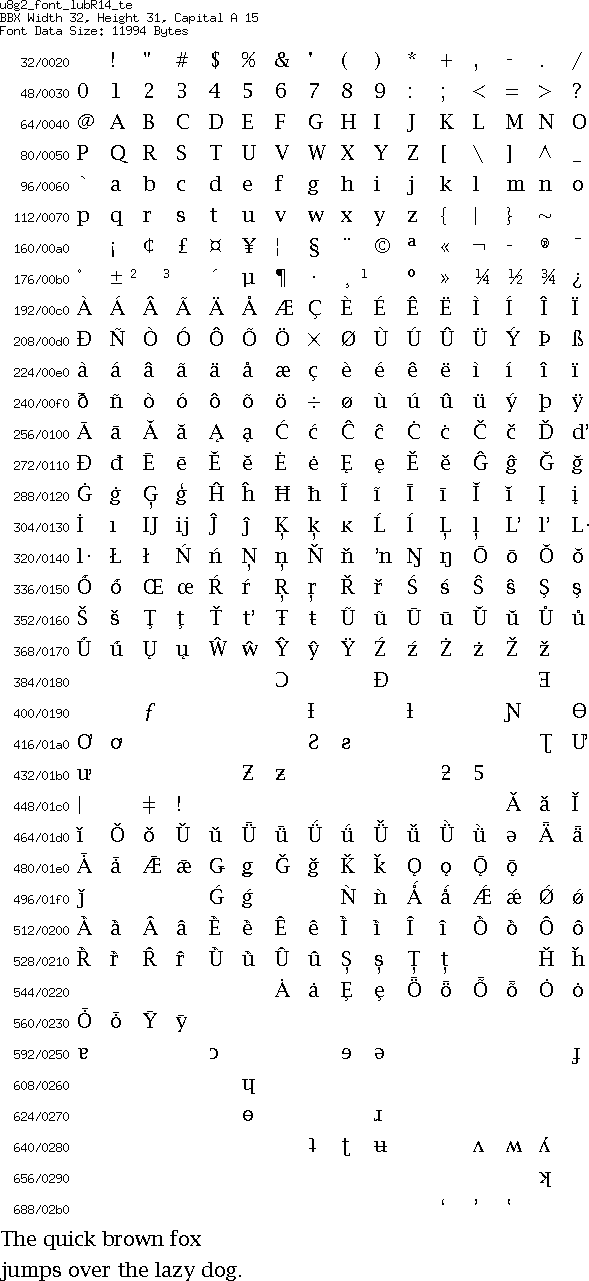 u8g2_font_lubR14_te
BBX Width 32, Height 31, Capital A 15
Font Data Size: 11994 Bytes
32/0020 ! " # $ % & ' ( ) * + , - . /
48/0030 0 1 2 3 4 5 6 7 8 9 : ; < = > ?
64/0040 @ A B C D E F G H I J K L M N O
80/0050 P Q R S T U V W X Y Z [ \ ] ^ _
96/0060 ` a b c d e f g h i j k l m n o
112/0070 p q r s t u v w x y z { | } ~
160/00a0 ¡ ¢ £ ¤ ¥ ¦ § ¨ © ª « ¬ - ® ¯
176/00b0 ° ± ² ³ ´ µ ¶ · ¸ ¹ º » ¼ ½ ¾ ¿
192/00c0 À Á Â Ã Ä Å Æ Ç È É Ê Ë Ì Í Î Ï
208/00d0 Ð Ñ Ò Ó Ô Õ Ö × Ø Ù Ú Û Ü Ý Þ ß
224/00e0 à á â ã ä å æ ç è é ê ë ì í î ï
240/00f0 ð ñ ò ó ô õ ö ÷ ø ù ú û ü ý þ ÿ
256/0100 Ā ā Ă ă Ą ą Ć ć Ĉ ĉ Ċ ċ Č č Ď ď
272/0110 Đ đ Ē ē Ĕ ĕ Ė ė Ę ę Ě ě Ĝ ĝ Ğ ğ
288/0120 Ġ ġ Ģ ģ Ĥ ĥ Ħ ħ Ĩ ĩ Ī ī Ĭ ĭ Į į
304/0130 İ ı Ĳ ĳ Ĵ ĵ Ķ ķ ĸ Ĺ ĺ Ļ ļ Ľ ľ Ŀ
320/0140 ŀ Ł ł Ń ń Ņ ņ Ň ň ŉ Ŋ ŋ Ō ō Ŏ ŏ
336/0150 Ő ő Œ œ Ŕ ŕ Ŗ ŗ Ř ř Ś ś Ŝ ŝ Ş ş
352/0160 Š š Ţ ţ Ť ť Ŧ ŧ Ũ ũ Ū ū Ŭ ŭ Ů ů
368/0170 Ű ű Ų ų Ŵ ŵ Ŷ ŷ Ÿ Ź ź Ż ż Ž ž
384/0180 Ɔ Ɖ Ǝ
400/0190 ƒ Ɨ ƚ Ɲ Ɵ
416/01a0 Ơ ơ Ƨ ƨ Ʈ Ư
432/01b0 ư Ƶ ƶ ƻ Ƽ
448/01c0 ǀ ǂ ǃ Ǎ ǎ Ǐ
464/01d0 ǐ Ǒ ǒ Ǔ ǔ Ǖ ǖ Ǘ ǘ Ǚ ǚ Ǜ ǜ ǝ Ǟ ǟ
480/01e0 Ǡ ǡ Ǣ ǣ Ǥ ǥ Ǧ ǧ Ǩ ǩ Ǫ ǫ Ǭ ǭ
496/01f0 ǰ Ǵ ǵ Ǹ ǹ Ǻ ǻ Ǽ ǽ Ǿ ǿ
512/0200 Ȁ ȁ Ȃ ȃ Ȅ ȅ Ȇ ȇ Ȉ ȉ Ȋ ȋ Ȍ ȍ Ȏ ȏ
528/0210 Ȑ ȑ Ȓ ȓ Ȕ ȕ Ȗ ȗ Ș ș Ț ț Ȟ ȟ
544/0220 Ȧ ȧ Ȩ ȩ Ȫ ȫ Ȭ ȭ Ȯ ȯ
560/0230 Ȱ ȱ Ȳ ȳ
592/0250 ɐ ɔ ɘ ə ɟ
608/0260 ɥ
624/0270 ɵ ɹ
640/0280 ʇ ʈ ʉ ʌ ʍ ʎ
656/0290 ʞ
688/02b0 ʻ ʼ ʽ
The quick brown fox
jumps over the lazy dog.